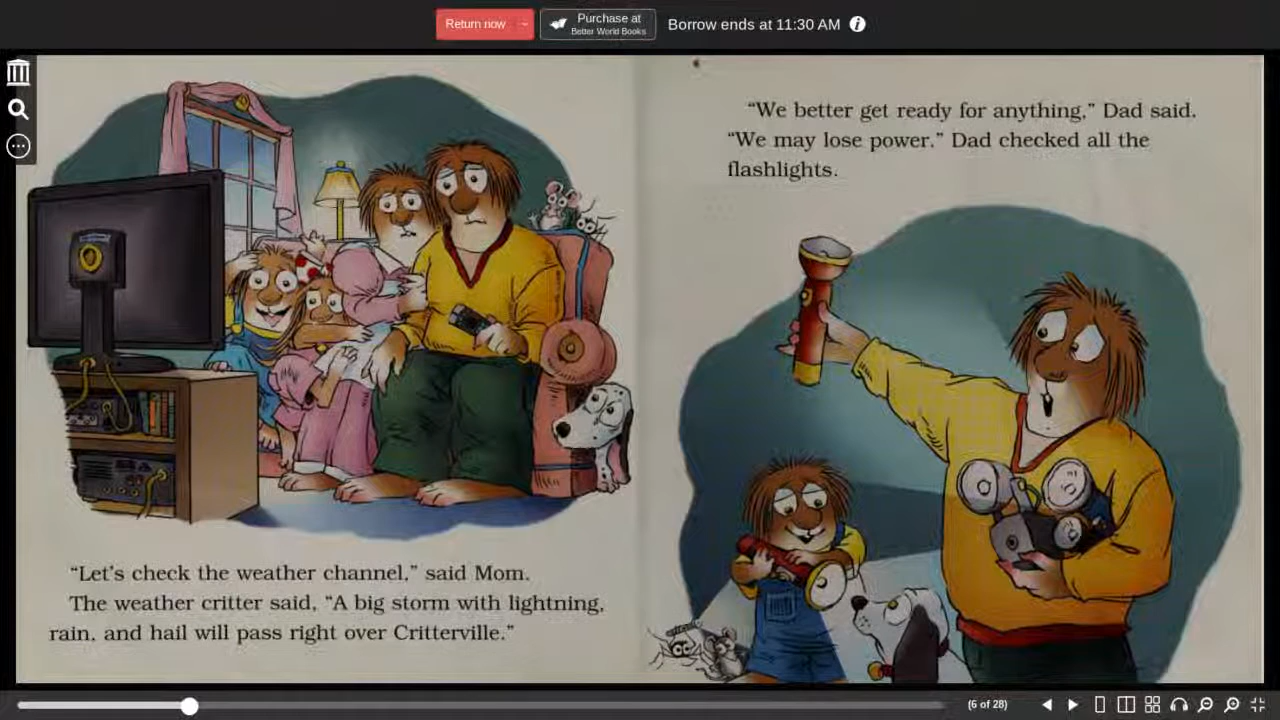 Return now
Purchase at
Better World Books
Borrow ends at 11:30 AM
“Let’s check the weather channel,” said Mom.
The weather critter said, “A big storm with lightning,
rain, and hail will pass right over Critterville.”
“We better get ready for anything,” Dad said.
“We may lose power.” Dad checked all the
flashlights.
(6 of 28)